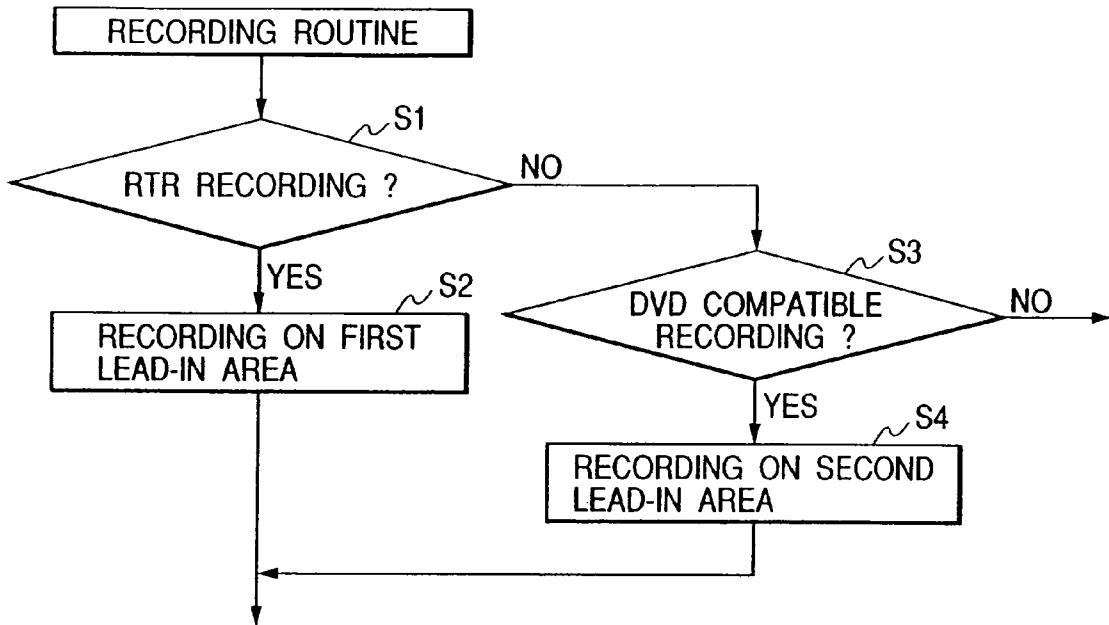 RECORDING ROUTINE
S1
RTR RECORDING ?
NO
YES
S2
RECORDING ON FIRST
LEAD-IN AREA
S3
DVD COMPATIBLE
RECORDING ?
NO
YES
S4
RECORDING ON SECOND
LEAD-IN AREA